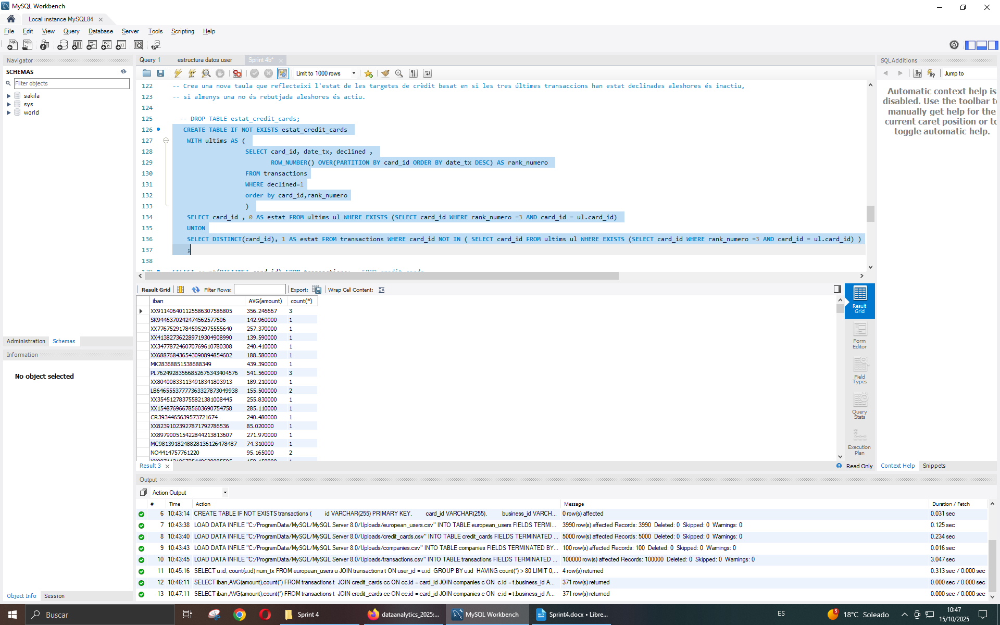 MySQL Workbench
Local instance MySQL84
File Edit View Query Database Server Tools Scripting Help
Navigator
SCHEMAS
Filter objects
sakila
sys
world
Administration Schemas
Information
No object selected
Object Info Session
Query 1 estructura datos user Sprint 4b*
Limit to 1000 rows
122 -- Crea una nova taula que reflecteixi l'estat de les targetes de crèdit basat en si les tres últimes transaccions han estat declinades aleshores és inactiu,
123 -- si almenys una no és rebutjada aleshores és actiu.
124
125 -- DROP TABLE estat_credit_cards;
126 CREATE TABLE IF NOT EXISTS estat_credit_cards
127 WITH ultims AS (
128 SELECT card_id, date_tx, declined ,
129 ROW_NUMBER() OVER(PARTITION BY card_id ORDER BY date_tx DESC) AS rank_numero
130 FROM transactions
131 WHERE declined=1
132 order by card_id,rank_numero
133 )
134 SELECT card_id , 0 AS estat FROM ultims ul WHERE EXISTS (SELECT card_id WHERE rank_numero =3 AND card_id = ul.card_id)
135 UNION
136 SELECT DISTINCT(card_id), 1 AS estat FROM transactions WHERE card_id NOT IN ( SELECT card_id FROM ultims ul WHERE EXISTS (SELECT card_id WHERE rank_numero =3 AND card_id = ul.card_id) )
137 ;
138
Result Grid Filter Rows: Export: Wrap Cell Content:
iban AVG(amount) count(*)
XX911406401125586307586805 356.246667 3
SK9446370242474562577506 142.960000 1
XX776752917845952975555640 257.370000 1
XX413827362289719304908990 139.590000 1
XX347787246070769610780308 240.410000 1
XX688768436543090894854602 188.580000 1
MK28368851538688349 439.390000 1
PL76249283566852676343404576 541.560000 3
XX804008331134918341803913 189.210000 1
LB64655537777363327873049938 155.500000 2
XX354512783755821381008445 255.830000 1
XX154876966785603690754758 285.110000 1
CR3934465639573721674 240.480000 1
XX82391023927871792786536 85.020000 1
XX897900515422844213813607 271.970000 1
MC9813918248828136126478487 74.310000 1
NO4414757761220 95.165000 2
Result Grid
Form Editor
Field Types
Query Stats
Execution Plan
Result 3
Read Only
SQLAdditions
Jump to
Automatic context help is
disabled. Use the toolbar t
manually get help for the
current caret position or to
toggle automatic help.
Context Help Snippets
Output
Action Output
# Time Action Message Duration / Fetch
6 10:43:14 CREATE TABLE IF NOT EXISTS transactions ( id VARCHAR(255) PRIMARY KEY, card_id VARCHAR(255), business_id VARCH... 0 row(s) affected 0.031 sec
7 10:43:38 LOAD DATA INFILE "C:/ProgramData/MySQL/MySQL Server 8.0/Uploads/european_users.csv" INTO TABLE european_users FIELDS TERMI... 3990 row(s) affected Records: 3990 Deleted: 0 Skipped: 0 Warnings: 0 0.125 sec
8 10:43:40 LOAD DATA INFILE "C:/ProgramData/MySQL/MySQL Server 8.0/Uploads/credit_cards.csv" INTO TABLE credit_cards FIELDS TERMINATED ... 5000 row(s) affected Records: 5000 Deleted: 0 Skipped: 0 Warnings: 0 0.234 sec
9 10:43:43 LOAD DATA INFILE "C:/ProgramData/MySQL/MySQL Server 8.0/Uploads/companies.csv" INTO TABLE companies FIELDS TERMINATED BY... 100 row(s) affected Records: 100 Deleted: 0 Skipped: 0 Warnings: 0 0.016 sec
10 10:43:45 LOAD DATA INFILE "C:/ProgramData/MySQL/MySQL Server 8.0/Uploads/transactions.csv" INTO TABLE transactions FIELDS TERMINATED ... 100000 row(s) affected Records: 100000 Deleted: 0 Skipped: 0 Warnings: 0 3.047 sec
11 10:45:16 SELECT u.id, count(u.id) num_tx FROM european_users u JOIN transactions t ON user_id = u.id GROUP BY u.id HAVING count(*) > 80 LIMIT 0,... 4 row(s) returned 0.313 sec / 0.000 sec
12 10:46:11 SELECT iban,AVG(amount),count(*) FROM transactions t JOIN credit_cards cc ON cc.id = card_id JOIN companies c ON c.id = t.business_id A... 371 row(s) returned 0.000 sec / 0.000 sec
13 10:47:11 SELECT iban,AVG(amount),count(*) FROM transactions t JOIN credit_cards cc ON cc.id = card_id JOIN companies c ON c.id = t.business_id A... 371 row(s) returned 0.000 sec / 0.000 sec
Buscar
Sprint 4
dataanalytics_2025:...
MySQL Workbench
Sprint4.docx • Libre...
ES
5
18°C Soleado
10:47
15/10/2025